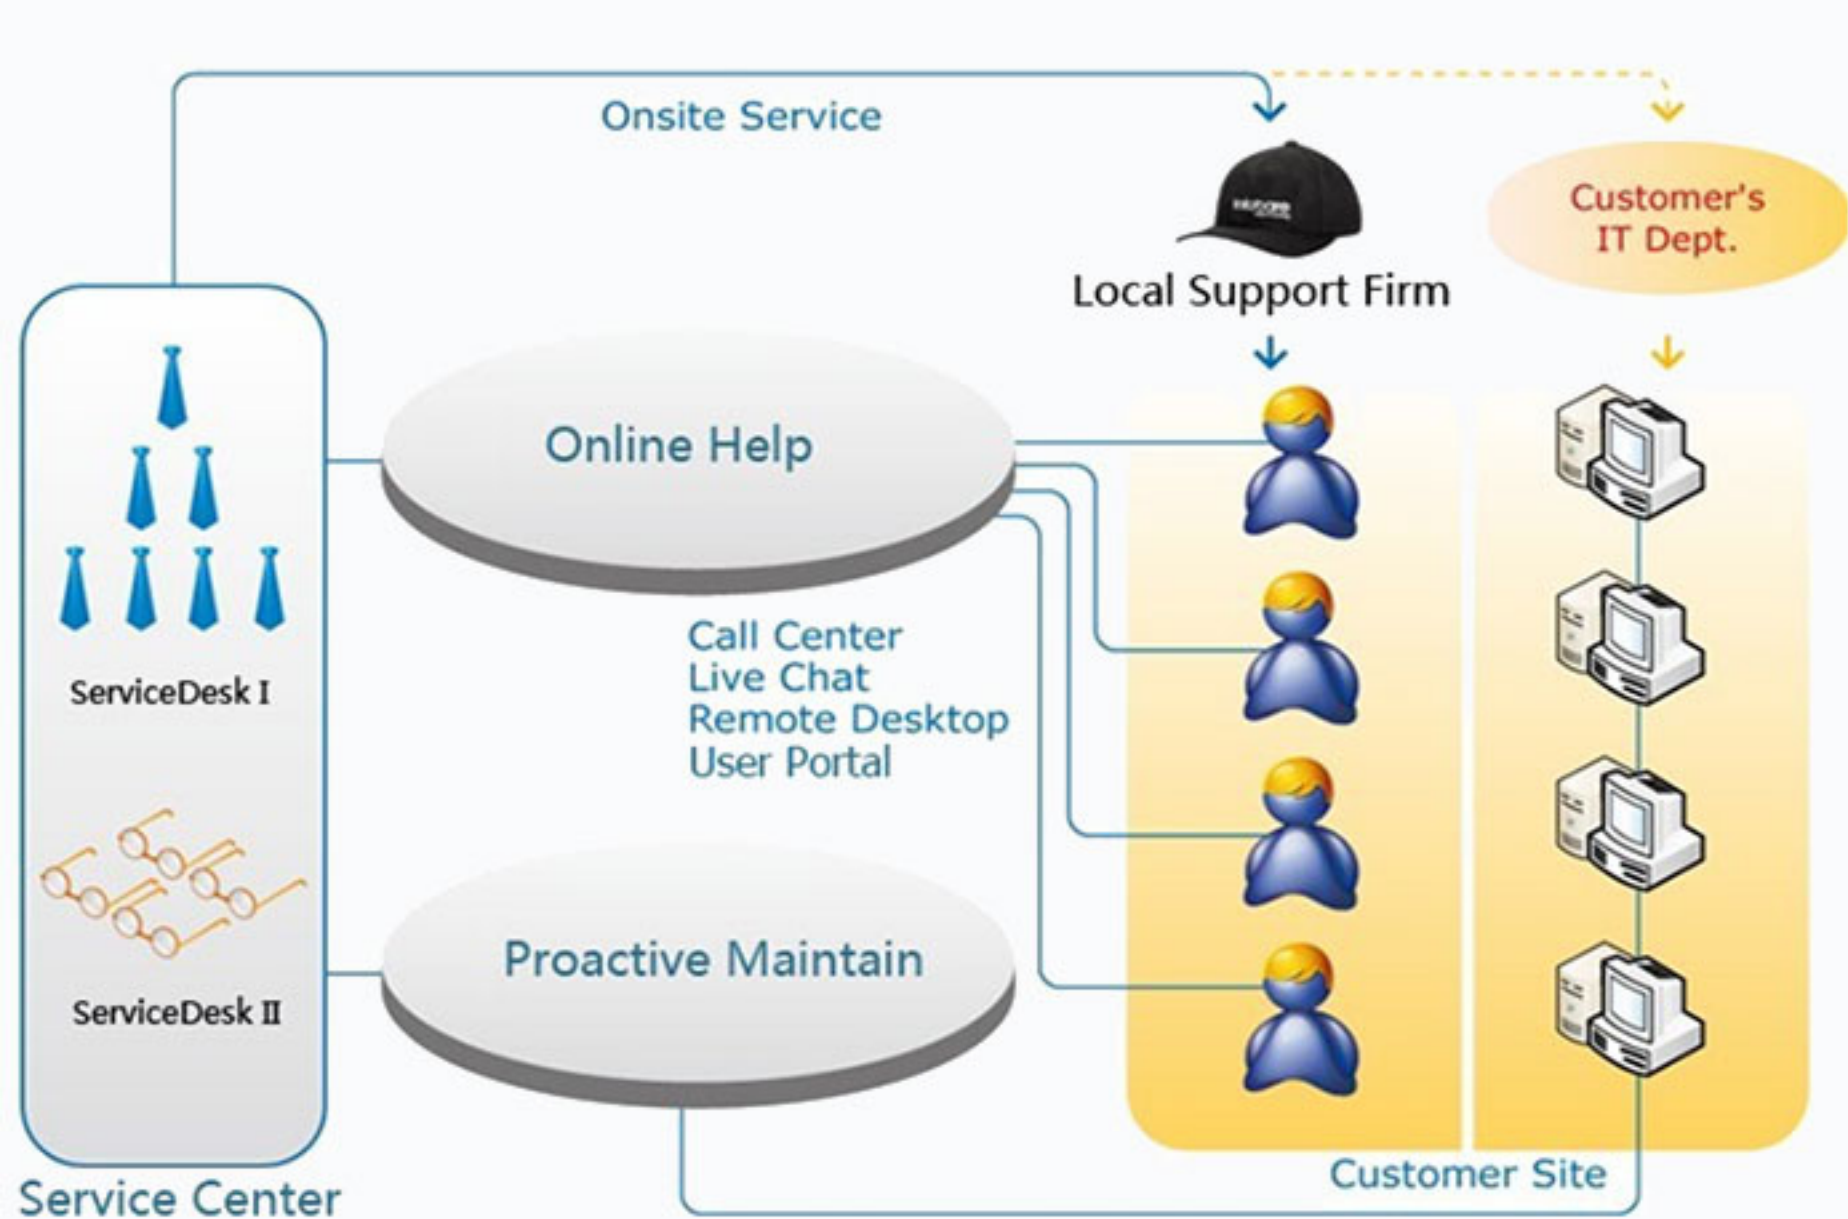 Onsite Service
Customer's
IT Dept.
Local Support Firm
Online Help
Call Center
Live Chat
Remote Desktop
User Portal
ServiceDesk I
Proactive Maintain
ServiceDesk II
Customer Site
Service Center